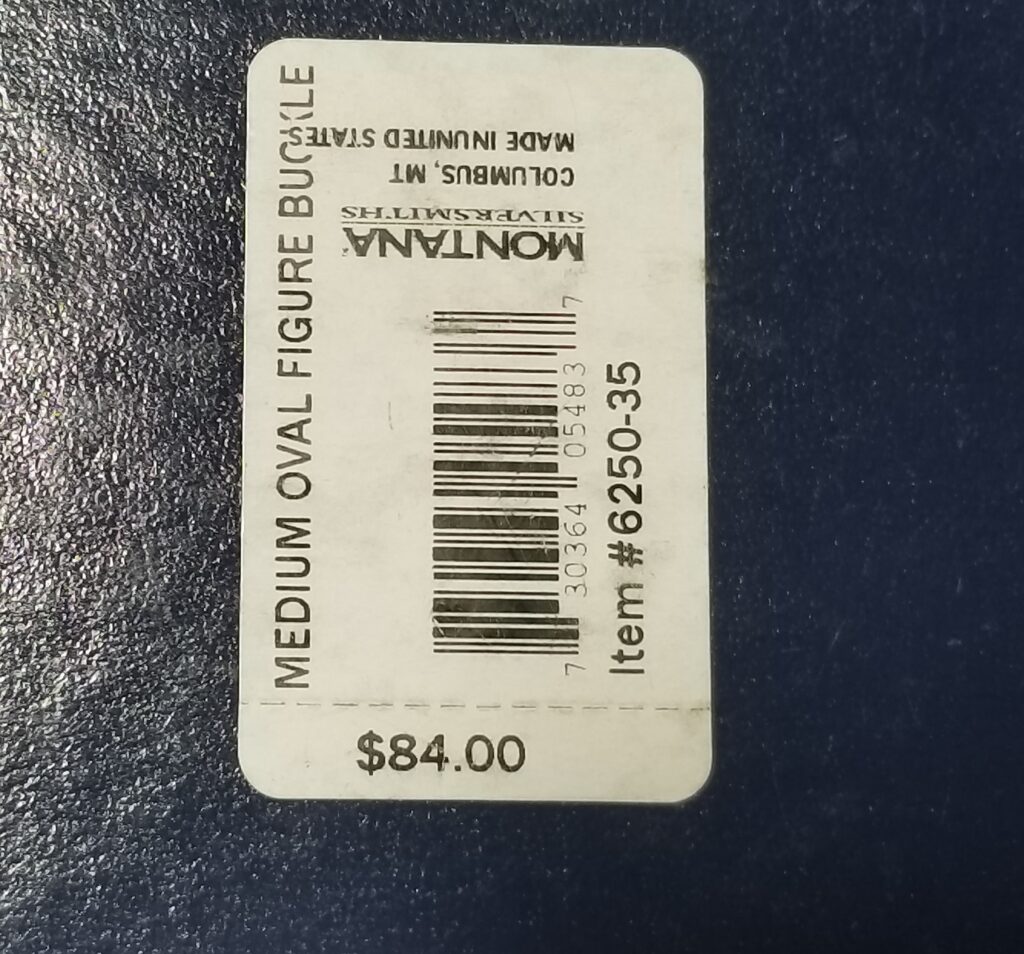 MEDIUM OVAL FIGURE BUCKLE
MONTANA
SILVERSMITHS
COLUMBUS, MT
MADE IN UNITED STATES
7 30364 05483 7
Item #6250-35
$84.00